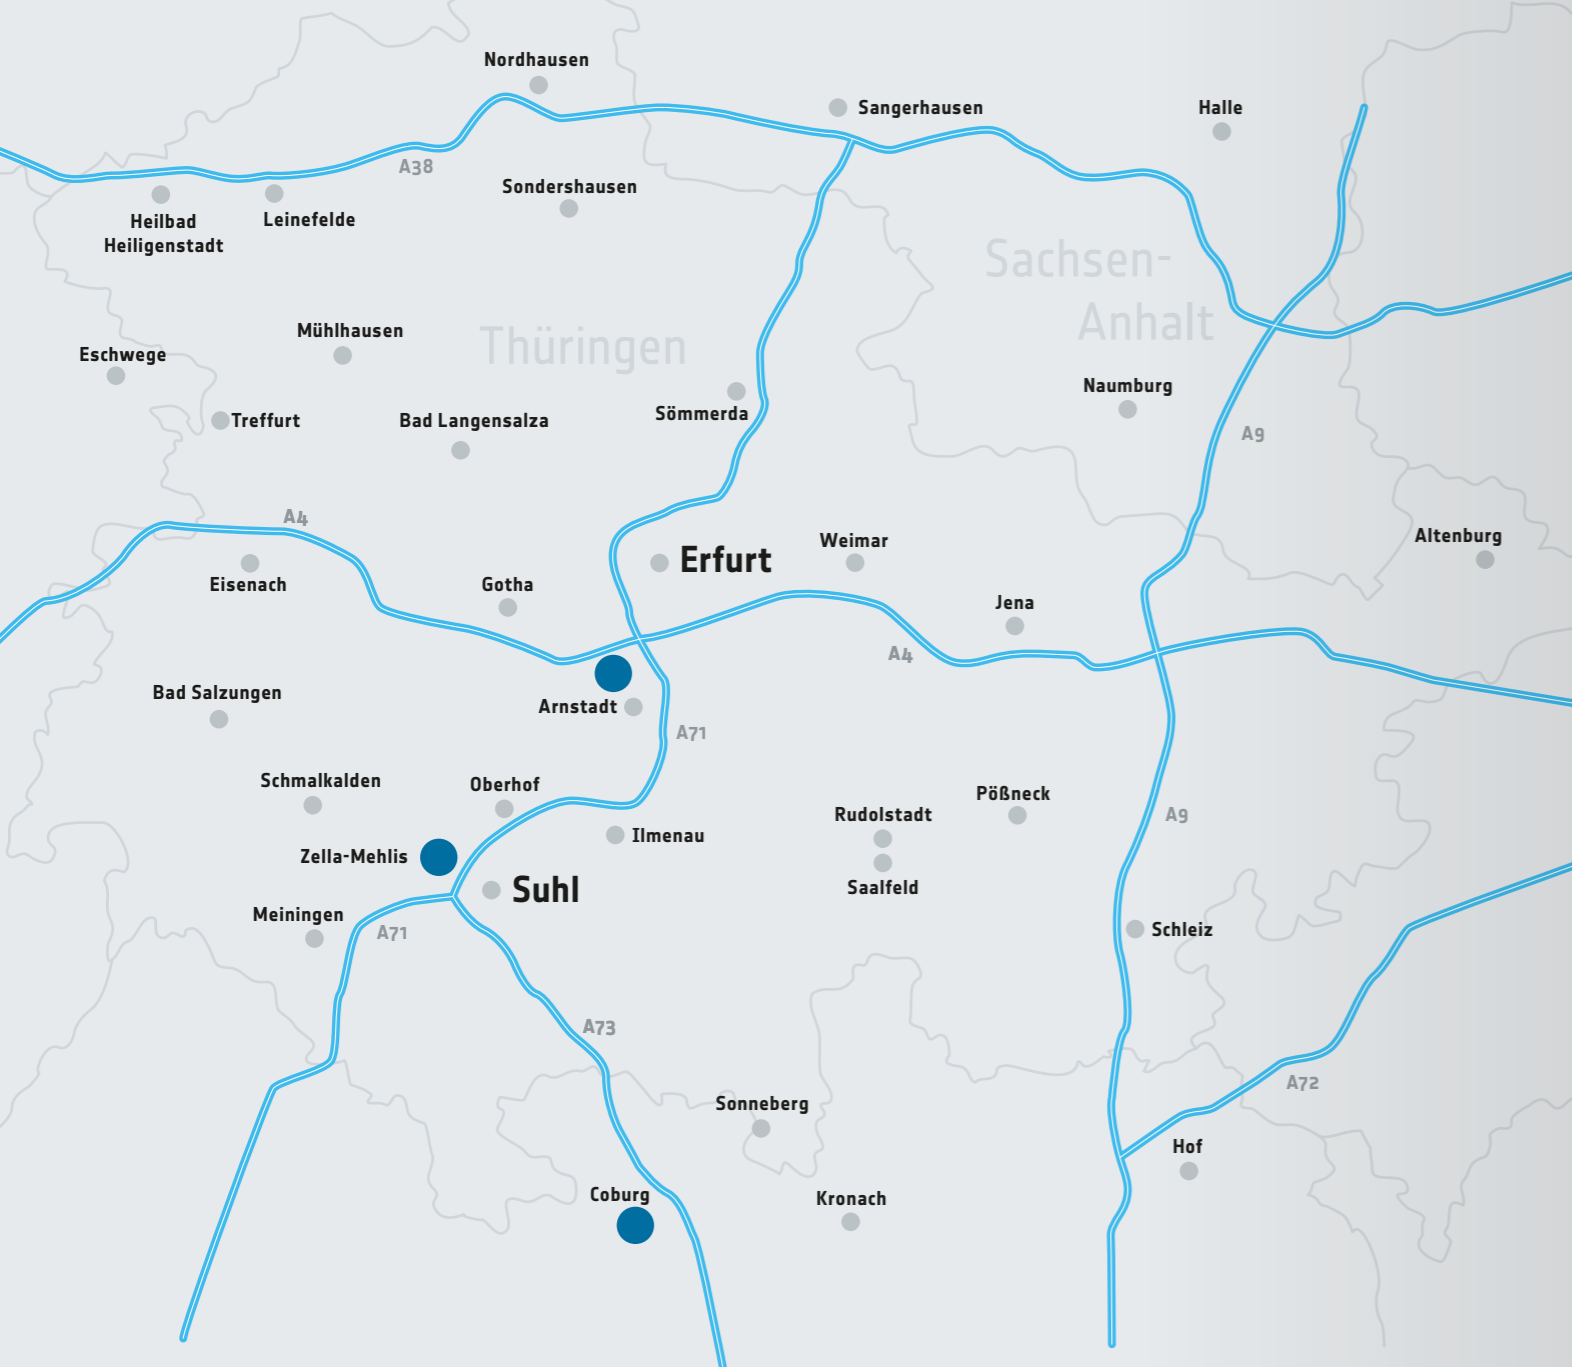 Nordhausen
Sangerhausen
Halle
A38
Sondershausen
Heilbad
Heiligenstadt
Leinefelde
Sachsen-
Anhalt
Mühlhausen
Thüringen
Eschwege
Naumburg
Treffurt
Bad Langensalza
Sömmerda
A9
A4
Altenburg
Weimar
Erfurt
Eisenach
Gotha
Jena
A4
Bad Salzungen
Arnstadt
A71
Schmalkalden
Oberhof
Pößneck
Rudolstadt
A9
Ilmenau
Zella-Mehlis
Saalfeld
Suhl
Meiningen
A71
Schleiz
A73
A72
Sonneberg
Hof
Coburg
Kronach